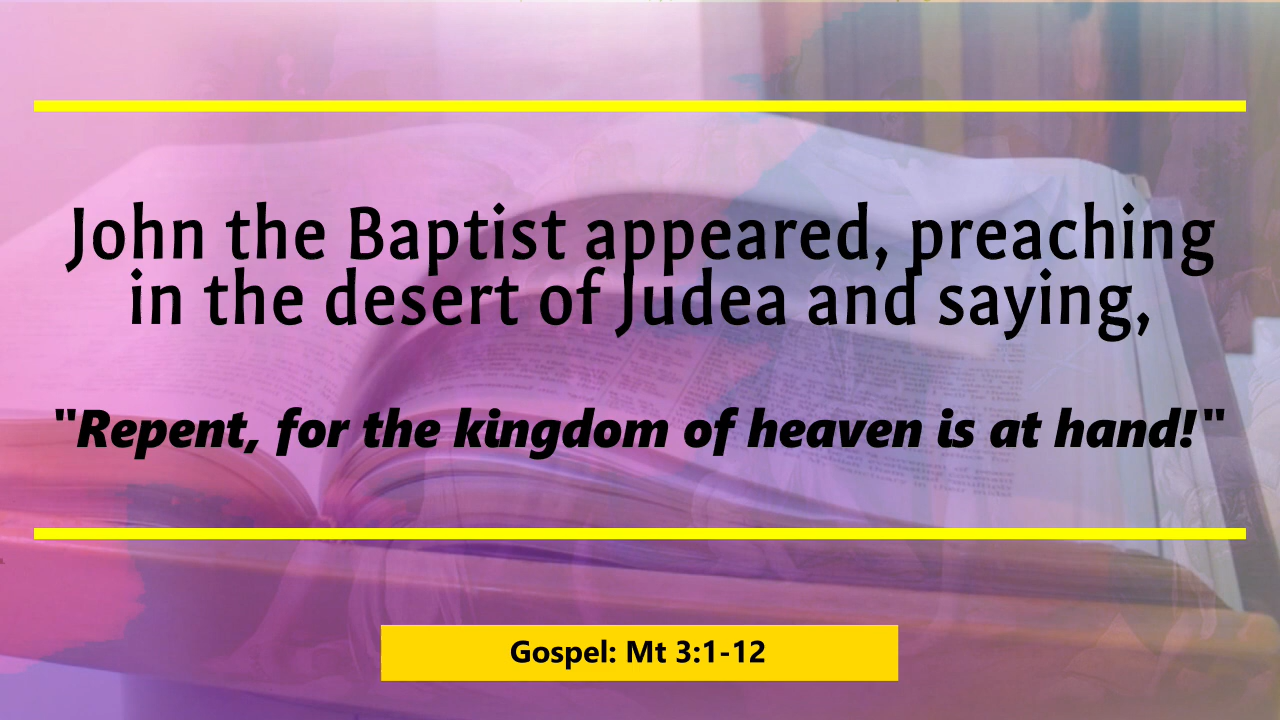 John the Baptist appeared, preaching
in the desert of Judea and saying,
"Repent, for the kingdom of heaven is at hand!"
Gospel: Mt 3:1-12